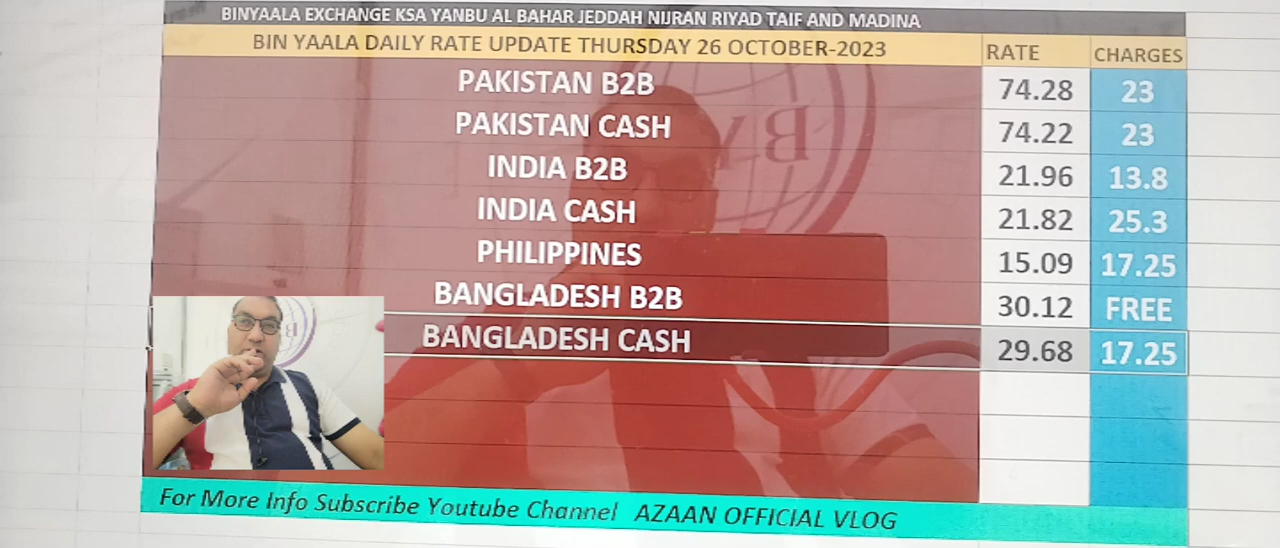 BINYAALA EXCHANGE KSA YANBU AL BAHAR JEDDAH NIJRAN RIYAD TAIF AND MADINA
BIN YAALA DAILY RATE UPDATE THURSDAY 26 OCTOBER-2023 RATE CHARGES
PAKISTAN B2B 74.28 23
PAKISTAN CASH 74.22 23
INDIA B2B 21.96 13.8
INDIA CASH 21.82 25.3
PHILIPPINES 15.09 17.25
BANGLADESH B2B 30.12 FREE
BANGLADESH CASH 29.68 17.25
For More Info Subscribe Youtube Channel AZAAN OFFICIAL VLOG